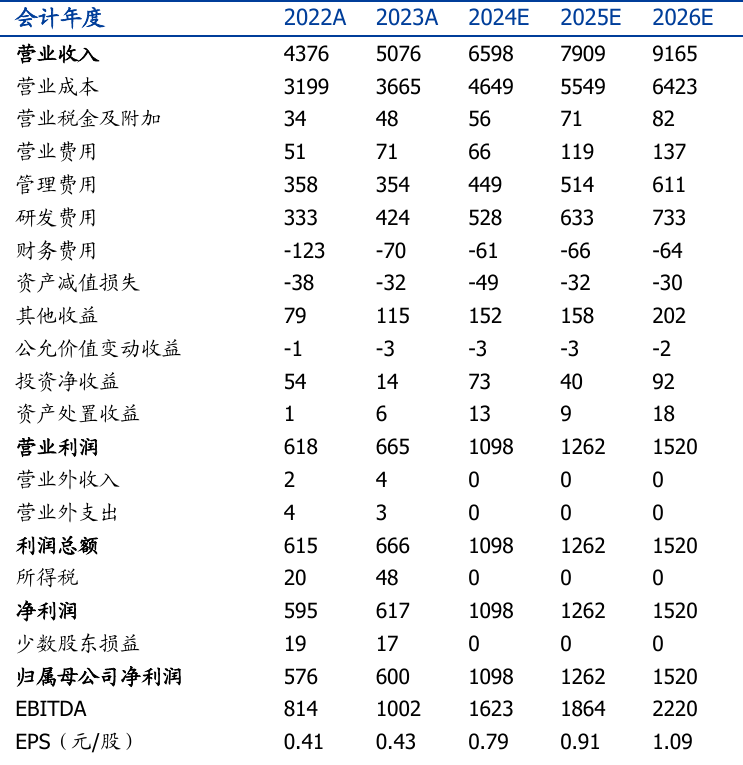 会计年度 2022A 2023A 2024E 2025E 2026E
营业收入 4376 5076 6598 7909 9165
营业成本 3199 3665 4649 5549 6423
营业税金及附加 34 48 56 71 82
营业费用 51 71 66 119 137
管理费用 358 354 449 514 611
研发费用 333 424 528 633 733
财务费用 -123 -70 -61 -66 -64
资产减值损失 -38 -32 -49 -32 -30
其他收益 79 115 152 158 202
公允价值变动收益 -1 -3 -3 -3 -2
投资净收益 54 14 73 40 92
资产处置收益 1 6 13 9 18
营业利润 618 665 1098 1262 1520
营业外收入 2 4 0 0 0
营业外支出 4 3 0 0 0
利润总额 615 666 1098 1262 1520
所得税 20 48 0 0 0
净利润 595 617 1098 1262 1520
少数股东损益 19 17 0 0 0
归属母公司净利润 576 600 1098 1262 1520
EBITDA 814 1002 1623 1864 2220
EPS（元/股） 0.41 0.43 0.79 0.91 1.09